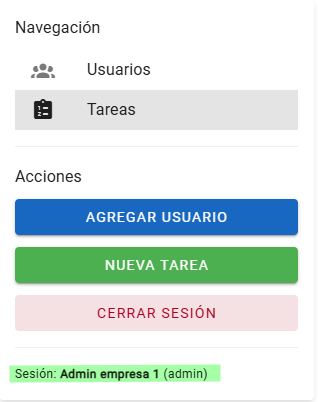 Navegación
Usuarios
Tareas
Acciones
AGREGAR USUARIO
NUEVA TAREA
CERRAR SESIÓN
Sesión: Admin empresa 1 (admin)